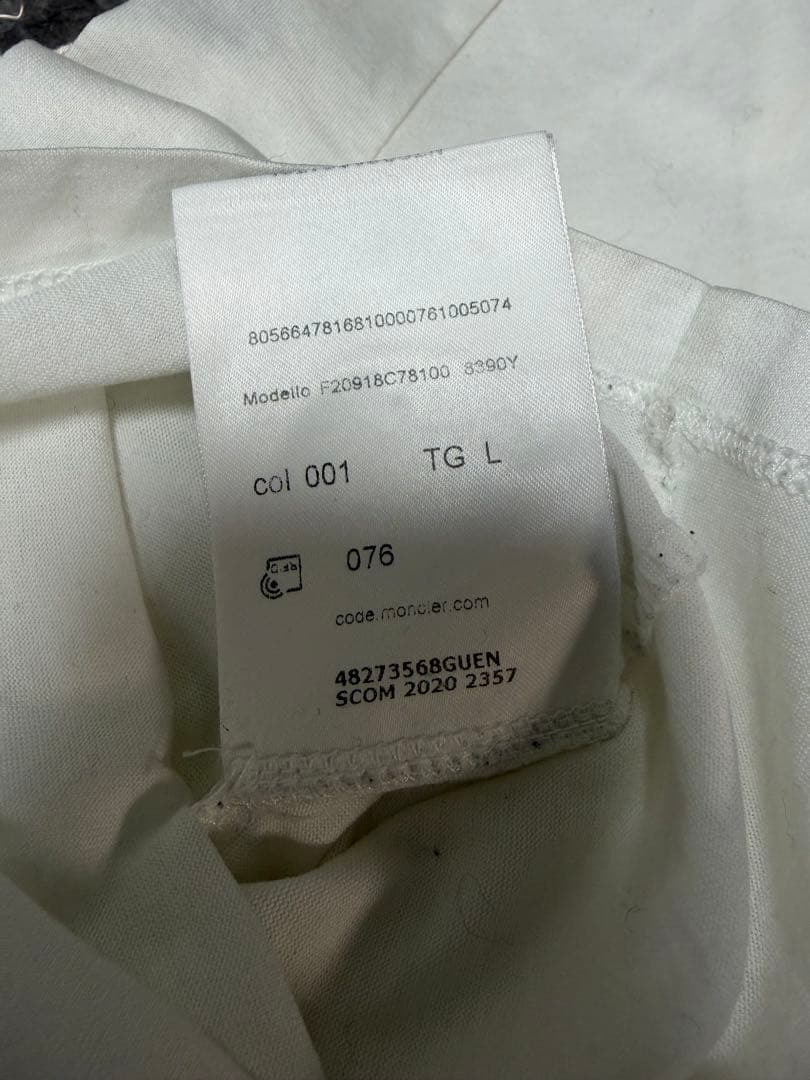 8056647816810000761005074
Modello F20918C78100 8390Y
col 001 TG L
076
code.moncler.com
48273568GUEN
SCOM 2020 2357